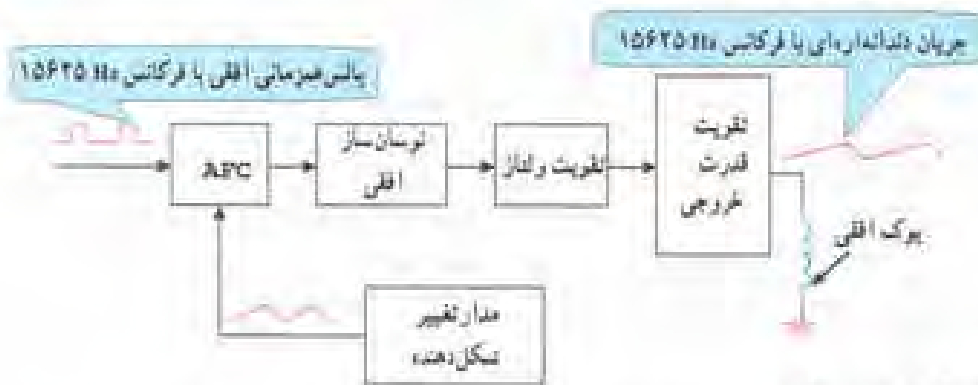 جریان دندانه‌اره‌ای با فرکانس ۱۵۶۲۵ Hz
پالس همزمانی افقی با فرکانس ۱۵۶۲۵ Hz
AFC
نوسان ساز
افقی
تقویت ولتاژ
تقویت
قدرت
خروجی
یوک افقی
مدار تغییر
شکل دهنده